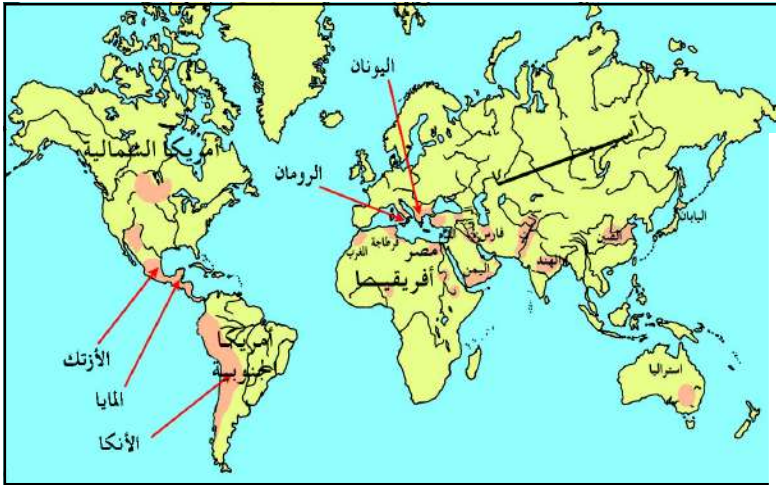 اليونان
الرومان
أمريكا الشمالية
آسيا
اليابان
الصين
فارس
الهند
قرطاجة
المغرب
مصر
اليمن
أفريقيا
الأزتك
المايا
الأنكا
أمريكا
الجنوبية
استراليا